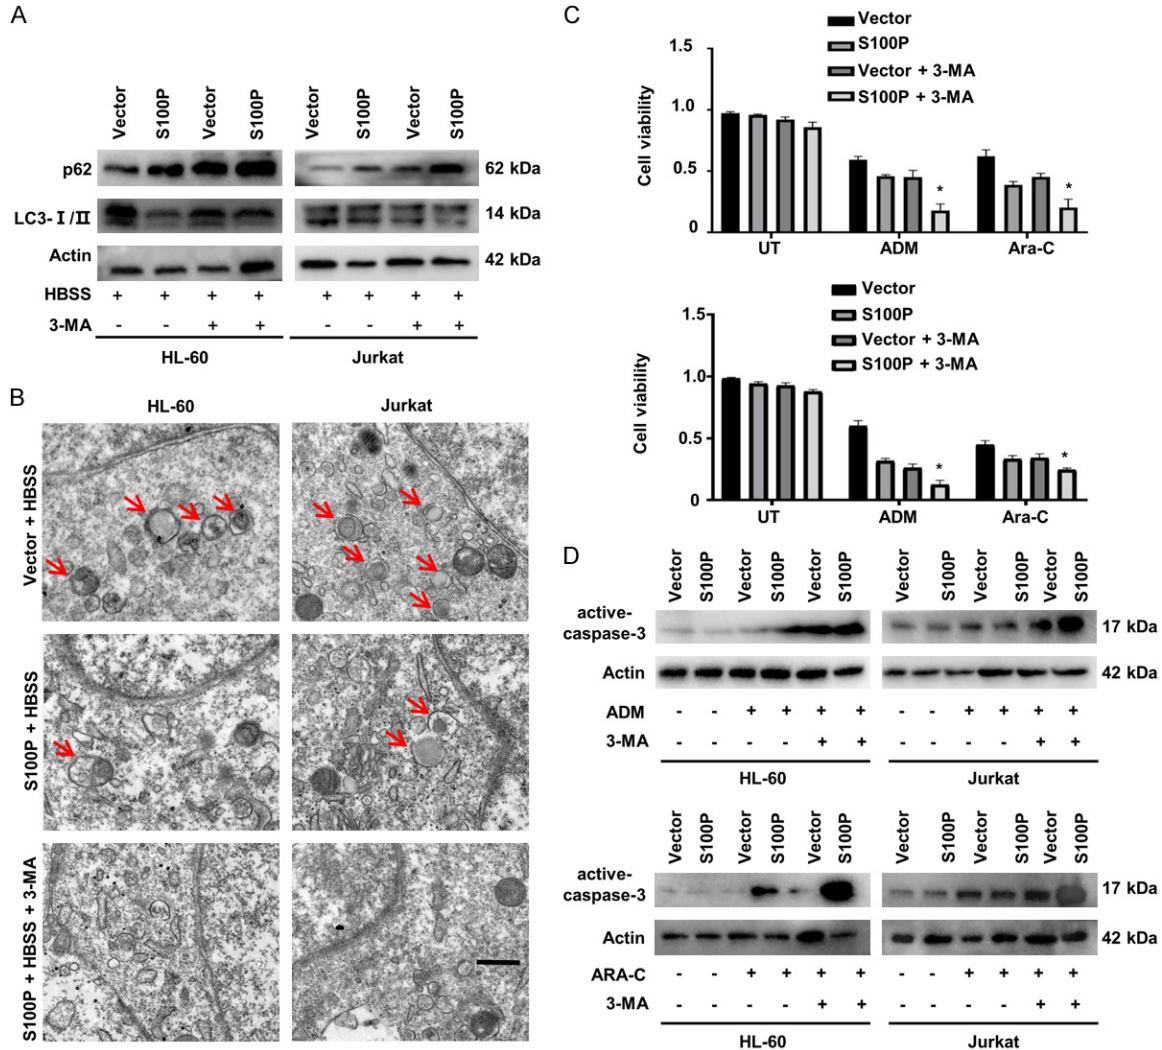 A
Vector
S100P
Vector
S100P
Vector
S100P
Vector
S100P
p62
62 kDa
LC3-Ⅰ/Ⅱ
14 kDa
Actin
42 kDa
HBSS + + + + + + + +
3-MA - - + + - - + +
HL-60 Jurkat
B
HL-60 Jurkat
Vector + HBSS
S100P + HBSS
S100P + HBSS + 3-MA
C
Vector
S100P
Vector + 3-MA
S100P + 3-MA
Cell viability
1.5
1.0
0.5
0
* *
UT ADM Ara-C
Vector
S100P
Vector + 3-MA
S100P + 3-MA
Cell viability
1.5
1.0
0.5
0
* *
UT ADM Ara-C
D
Vector
S100P
Vector
S100P
Vector
S100P
Vector
S100P
Vector
S100P
Vector
S100P
active-
caspase-3
17 kDa
Actin
42 kDa
ADM - - + + + + - - + + + +
3-MA - - - - + + - - - - + +
HL-60 Jurkat
Vector
S100P
Vector
S100P
Vector
S100P
Vector
S100P
Vector
S100P
Vector
S100P
active-
caspase-3
17 kDa
Actin
42 kDa
ARA-C - - + + + + - - + + + +
3-MA - - - - + + - - - - + +
HL-60 Jurkat